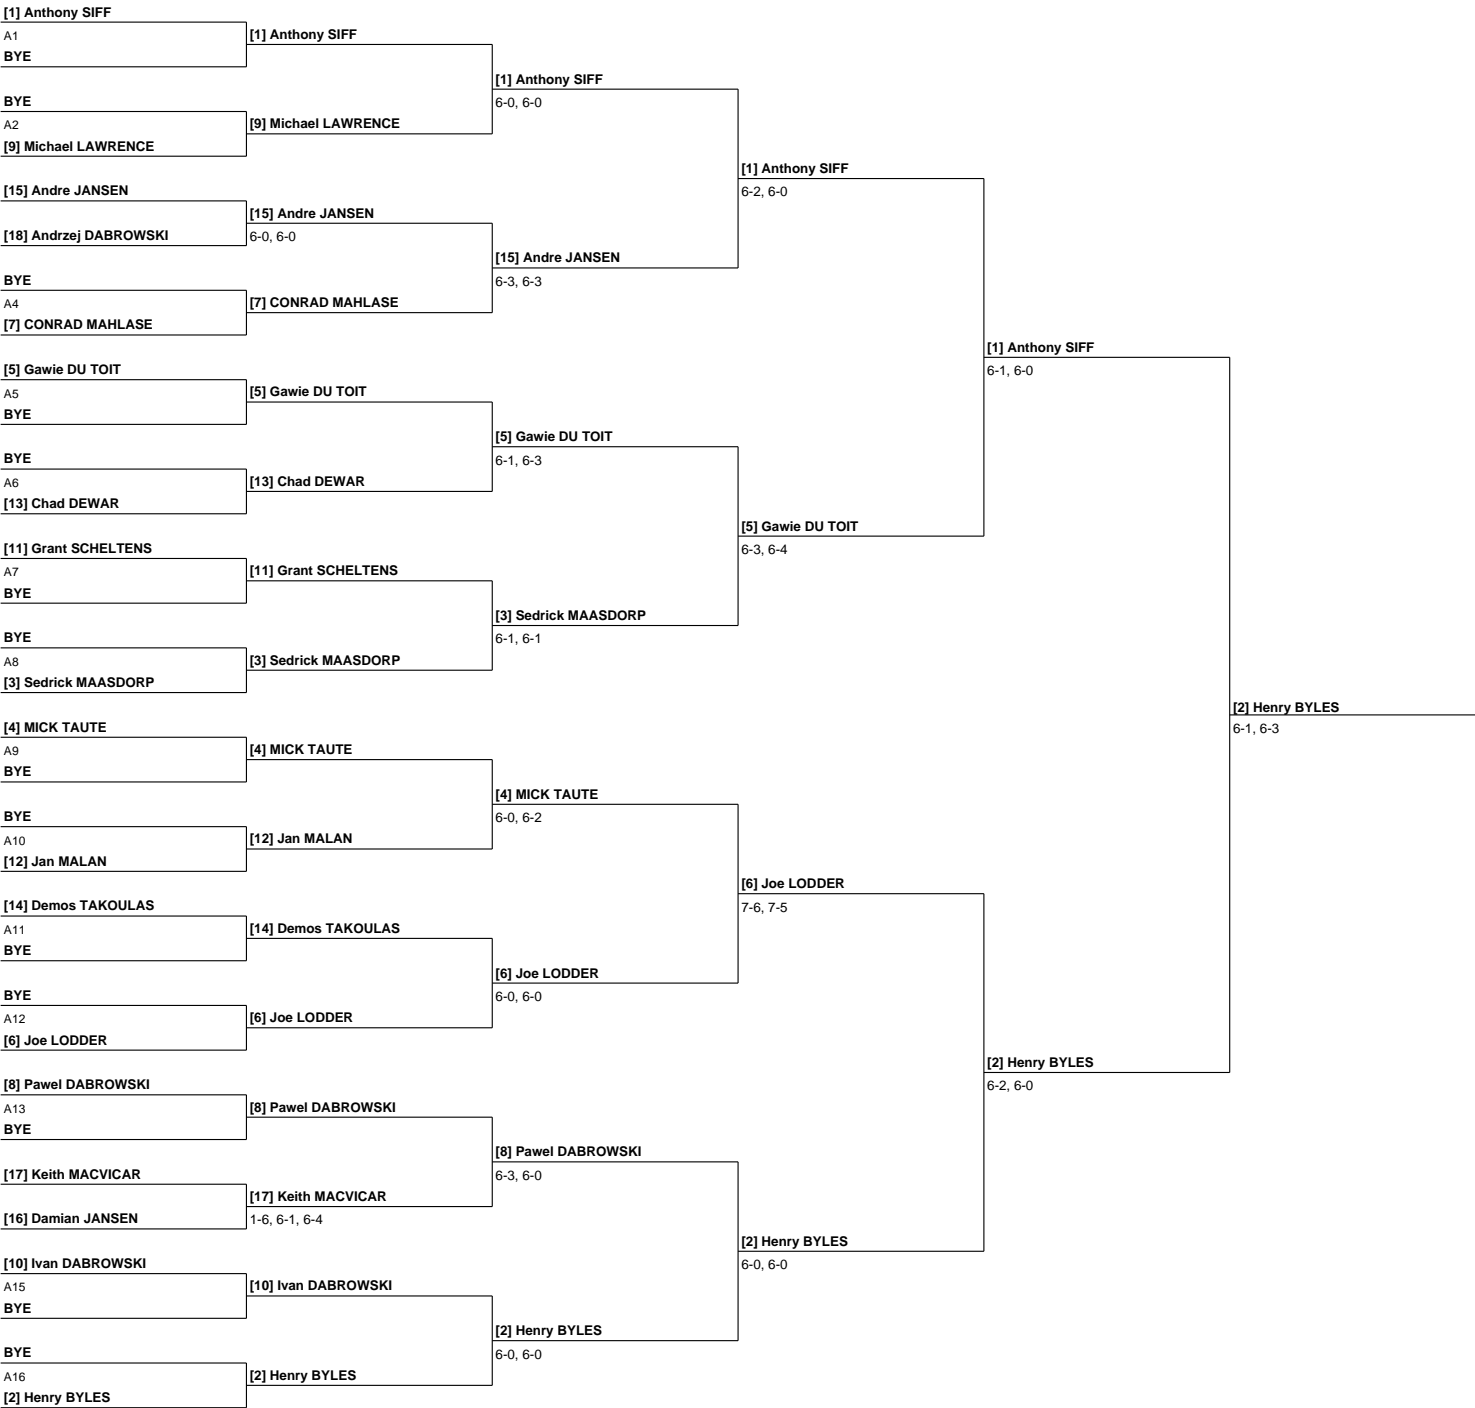 [1] Anthony SIFF
A1
BYE
BYE
A2
[9] Michael LAWRENCE
[15] Andre JANSEN
[18] Andrzej DABROWSKI
BYE
A4
[7] CONRAD MAHLASE
[5] Gawie DU TOIT
A5
BYE
BYE
A6
[13] Chad DEWAR
[11] Grant SCHELTENS
A7
BYE
BYE
A8
[3] Sedrick MAASDORP
[4] MICK TAUTE
A9
BYE
BYE
A10
[12] Jan MALAN
[14] Demos TAKOULAS
A11
BYE
BYE
A12
[6] Joe LODDER
[8] Pawel DABROWSKI
A13
BYE
[17] Keith MACVICAR
[16] Damian JANSEN
[10] Ivan DABROWSKI
A15
BYE
BYE
A16
[2] Henry BYLES
[1] Anthony SIFF
[9] Michael LAWRENCE
[15] Andre JANSEN
6-0, 6-0
[7] CONRAD MAHLASE
[5] Gawie DU TOIT
[13] Chad DEWAR
[11] Grant SCHELTENS
[3] Sedrick MAASDORP
[4] MICK TAUTE
[12] Jan MALAN
[14] Demos TAKOULAS
[6] Joe LODDER
[8] Pawel DABROWSKI
[17] Keith MACVICAR
1-6, 6-1, 6-4
[10] Ivan DABROWSKI
[2] Henry BYLES
[1] Anthony SIFF
6-0, 6-0
[15] Andre JANSEN
6-3, 6-3
[5] Gawie DU TOIT
6-1, 6-3
[3] Sedrick MAASDORP
6-1, 6-1
[4] MICK TAUTE
6-0, 6-2
[6] Joe LODDER
6-0, 6-0
[8] Pawel DABROWSKI
6-3, 6-0
[2] Henry BYLES
6-0, 6-0
[1] Anthony SIFF
6-2, 6-0
[5] Gawie DU TOIT
6-3, 6-4
[6] Joe LODDER
7-6, 7-5
[2] Henry BYLES
6-0, 6-0
[1] Anthony SIFF
6-1, 6-0
[2] Henry BYLES
6-2, 6-0
[2] Henry BYLES
6-1, 6-3